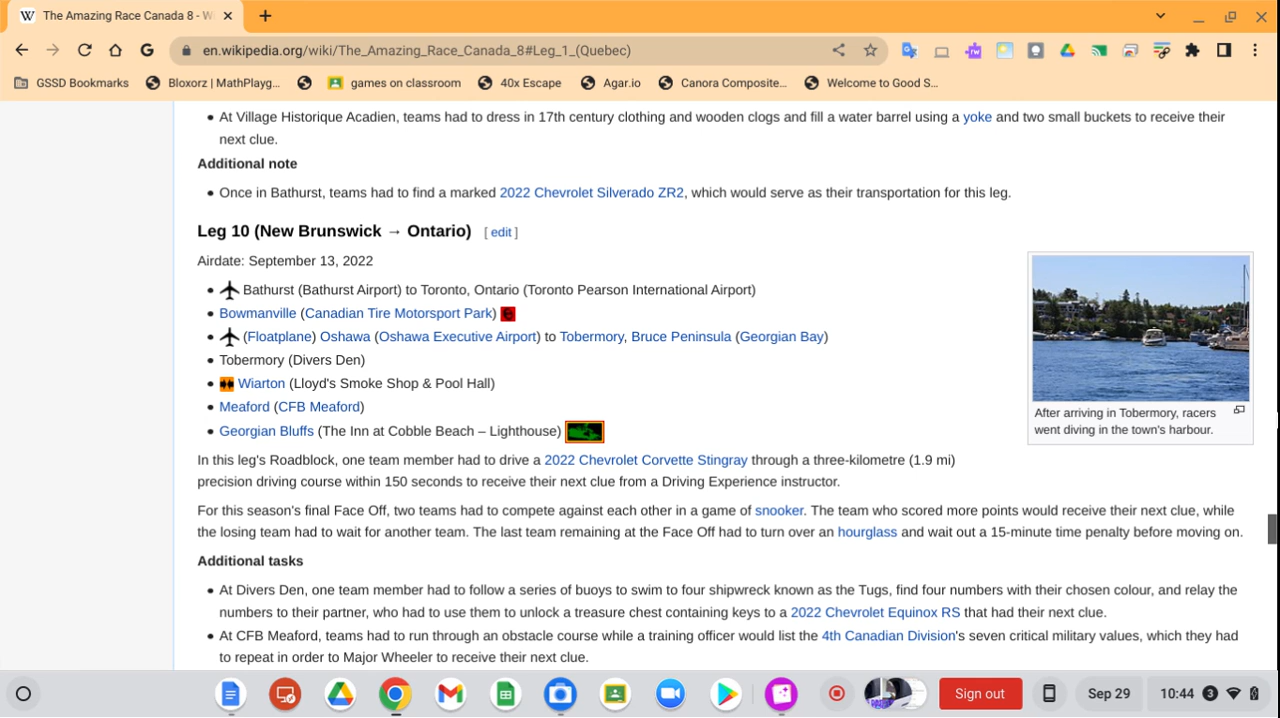 The Amazing Race Canada 8 - W
en.wikipedia.org/wiki/The_Amazing_Race_Canada_8#Leg_1_(Quebec)
GSSD Bookmarks Bloxorz | MathPlayg... games on classroom 40x Escape Agar.io Canora Composite... Welcome to Good S...
• At Village Historique Acadien, teams had to dress in 17th century clothing and wooden clogs and fill a water barrel using a yoke and two small buckets to receive their
next clue.
Additional note
• Once in Bathurst, teams had to find a marked 2022 Chevrolet Silverado ZR2, which would serve as their transportation for this leg.
Leg 10 (New Brunswick → Ontario) [ edit ]
Airdate: September 13, 2022
• Bathurst (Bathurst Airport) to Toronto, Ontario (Toronto Pearson International Airport)
• Bowmanville (Canadian Tire Motorsport Park)
• (Floatplane) Oshawa (Oshawa Executive Airport) to Tobermory, Bruce Peninsula (Georgian Bay)
• Tobermory (Divers Den)
• Wiarton (Lloyd's Smoke Shop & Pool Hall)
• Meaford (CFB Meaford)
• Georgian Bluffs (The Inn at Cobble Beach – Lighthouse)
After arriving in Tobermory, racers
went diving in the town's harbour.
In this leg's Roadblock, one team member had to drive a 2022 Chevrolet Corvette Stingray through a three-kilometre (1.9 mi)
precision driving course within 150 seconds to receive their next clue from a Driving Experience instructor.
For this season's final Face Off, two teams had to compete against each other in a game of snooker. The team who scored more points would receive their next clue, while
the losing team had to wait for another team. The last team remaining at the Face Off had to turn over an hourglass and wait out a 15-minute time penalty before moving on.
Additional tasks
• At Divers Den, one team member had to follow a series of buoys to swim to four shipwreck known as the Tugs, find four numbers with their chosen colour, and relay the
numbers to their partner, who had to use them to unlock a treasure chest containing keys to a 2022 Chevrolet Equinox RS that had their next clue.
• At CFB Meaford, teams had to run through an obstacle course while a training officer would list the 4th Canadian Division's seven critical military values, which they had
to repeat in order to Major Wheeler to receive their next clue.
Sign out Sep 29 10:44 3